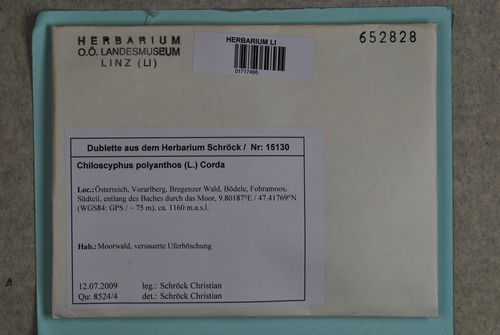 HERBARIUM
O.Ö. LANDESMUSEUM
LINZ (LI)
HERBARIUM LI
01717495
652828
Dublette aus dem Herbarium Schröck / Nr: 15130
Chiloscyphus polyanthos (L.) Corda
Loc.:Österreich, Vorarlberg, Bregenzer Wald, Bödele, Fohramoos,
Südteil, entlang des Baches durch das Moor, 9.80187°E / 47.41769°N
(WGS84: GPS / ~ 75 m), ca. 1160 m.a.s.l.
Hab.:Moorwald, versauerte Uferböschung
12.07.2009 leg.: Schröck Christian
Qu: 8524/4 det.: Schröck Christian